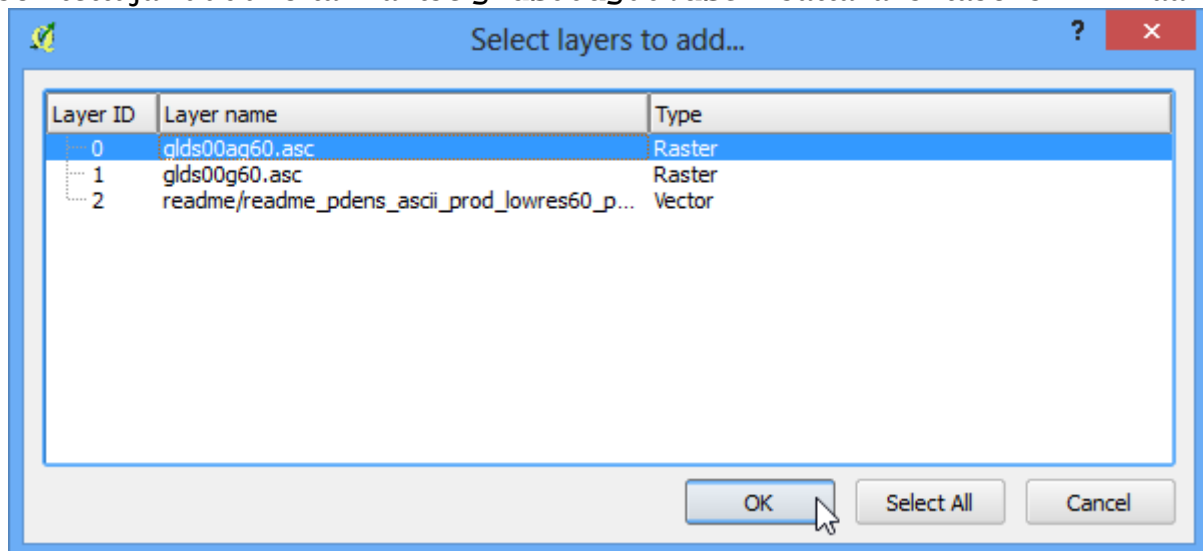 Select layers to add...
?
Layer ID Layer name Type
0 glds00ag60.asc Raster
1 glds00g60.asc Raster
2 readme/readme_pdens_ascii_prod_lowres60_p... Vector
OK Select All Cancel